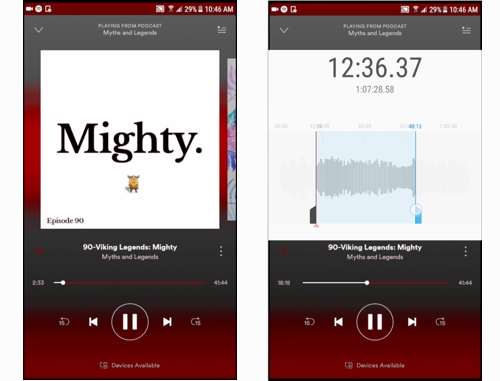 29% 10:46 AM
PLAYING FROM PODCAST
Myths and Legends
Mighty.
Episode 90
90-Viking Legends: Mighty
Myths and Legends
2:33
41:44
15
15
Devices Available
29% 10:46 AM
PLAYING FROM PODCAST
Myths and Legends
12:36.37
1:07:28.58
48:13
90-Viking Legends: Mighty
Myths and Legends
18:18
41:44
15
15
Devices Available